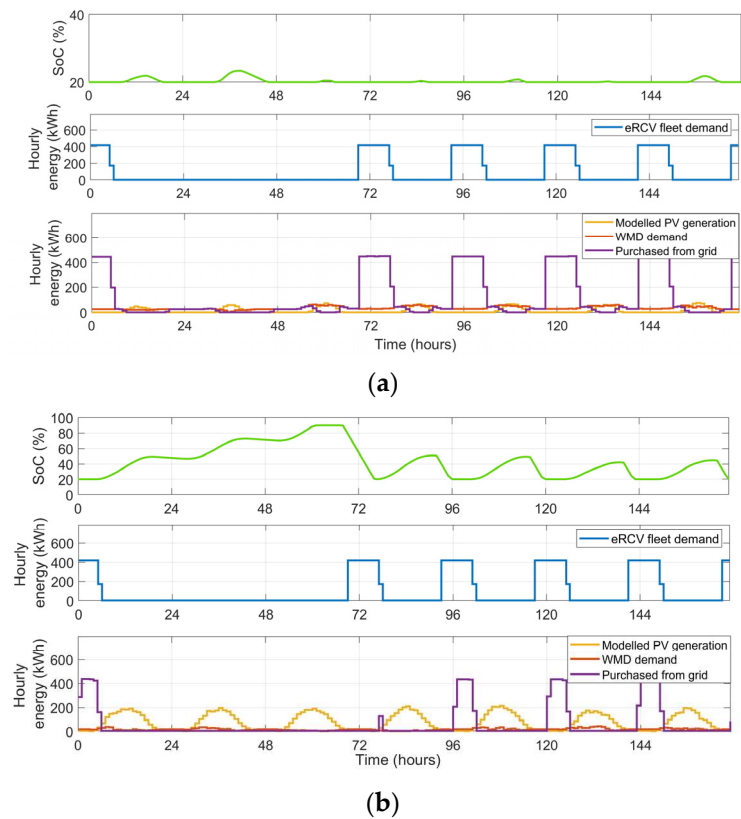 40
SoC (%)
20
0 24 48 72 96 120 144
600
Hourly
energy (kWh)
400
200
0
eRCV fleet demand
0 24 48 72 96 120 144
600
Hourly
energy (kWh)
400
200
0
Modelled PV generation
WMD demand
Purchased from grid
0 24 48 72 96 120 144
Time (hours)
(a)
100
80
SoC (%)
60
40
20
0
0 24 48 72 96 120 144
600
Hourly
energy (kWh)
400
200
0
eRCV fleet demand
0 24 48 72 96 120 144
600
Hourly
energy (kWh)
400
200
0
Modelled PV generation
WMD demand
Purchased from grid
0 24 48 72 96 120 144
Time (hours)
(b)